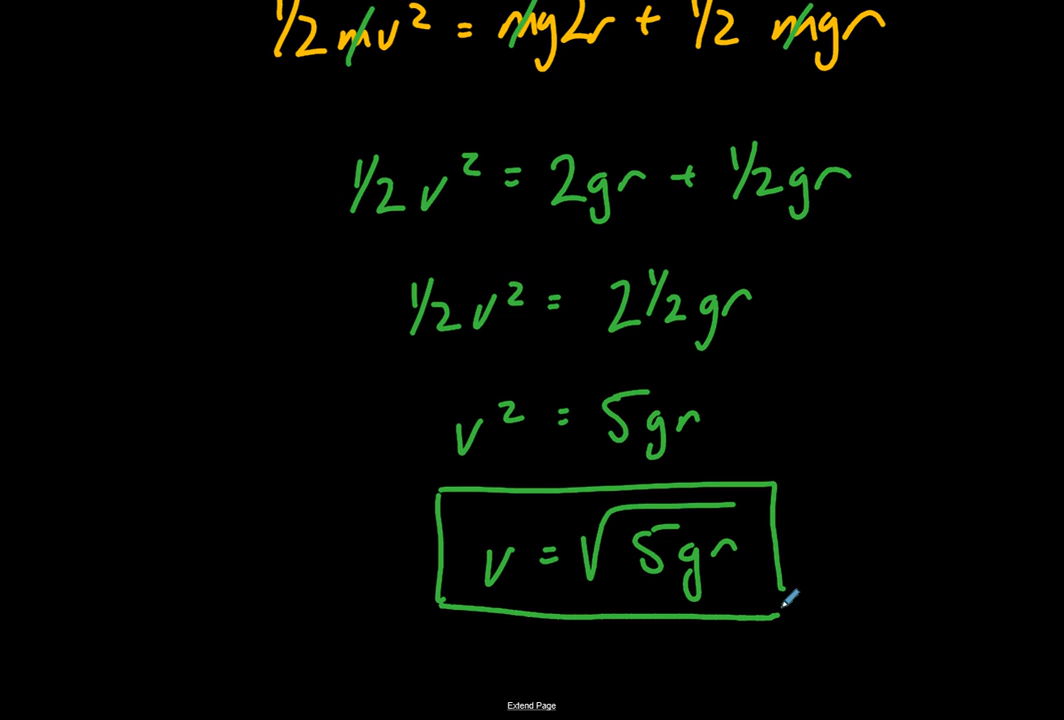 1/2 mv² = mg2r + 1/2 mgr
1/2 v² = 2gr + 1/2 gr
1/2 v² = 2 1/2 gr
v² = 5gr
v = √5gr
Extend Page